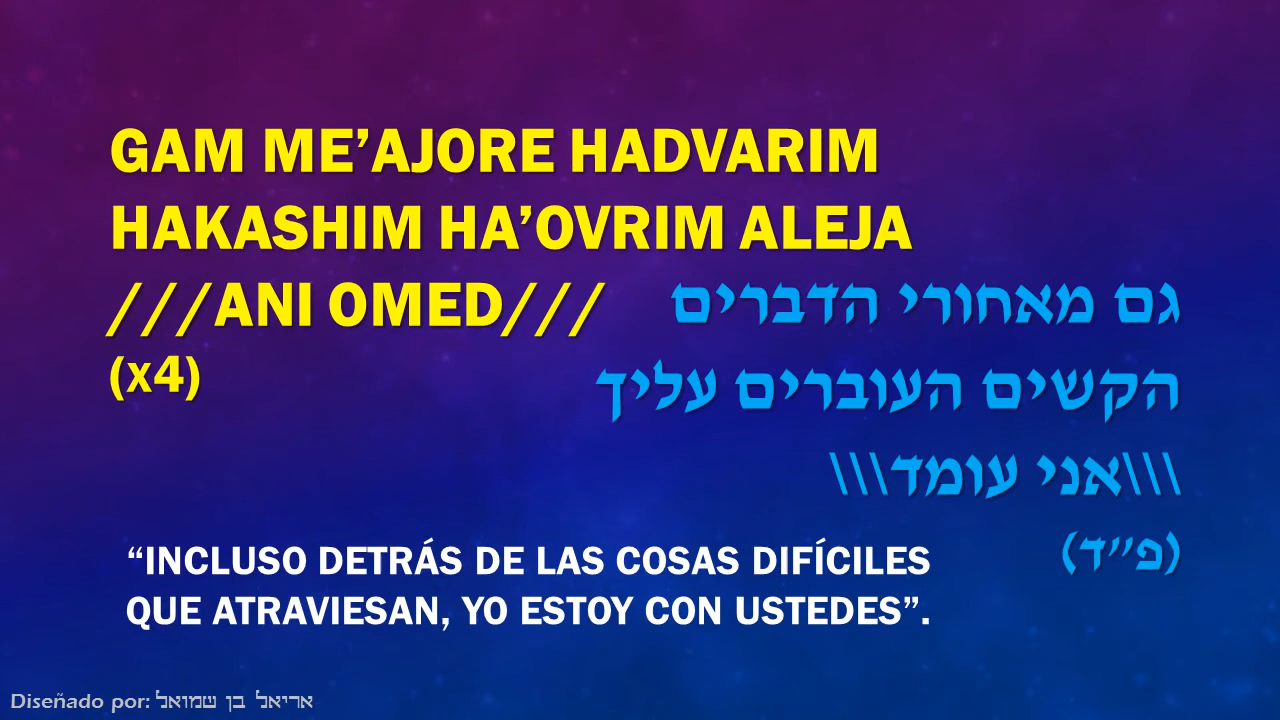 GAM ME’AJORE HADVARIM
HAKASHIM HA’OVRIM ALEJA
///ANI OMED///
(x4)
גם מאחורי הדברים
הקשים העוברים עליך
\\\אני עומד\\\
(פ״ד)
“INCLUSO DETRÁS DE LAS COSAS DIFÍCILES
QUE ATRAVIESAN, YO ESTOY CON USTEDES”.
Diseñado por: אריאל בן שמואל